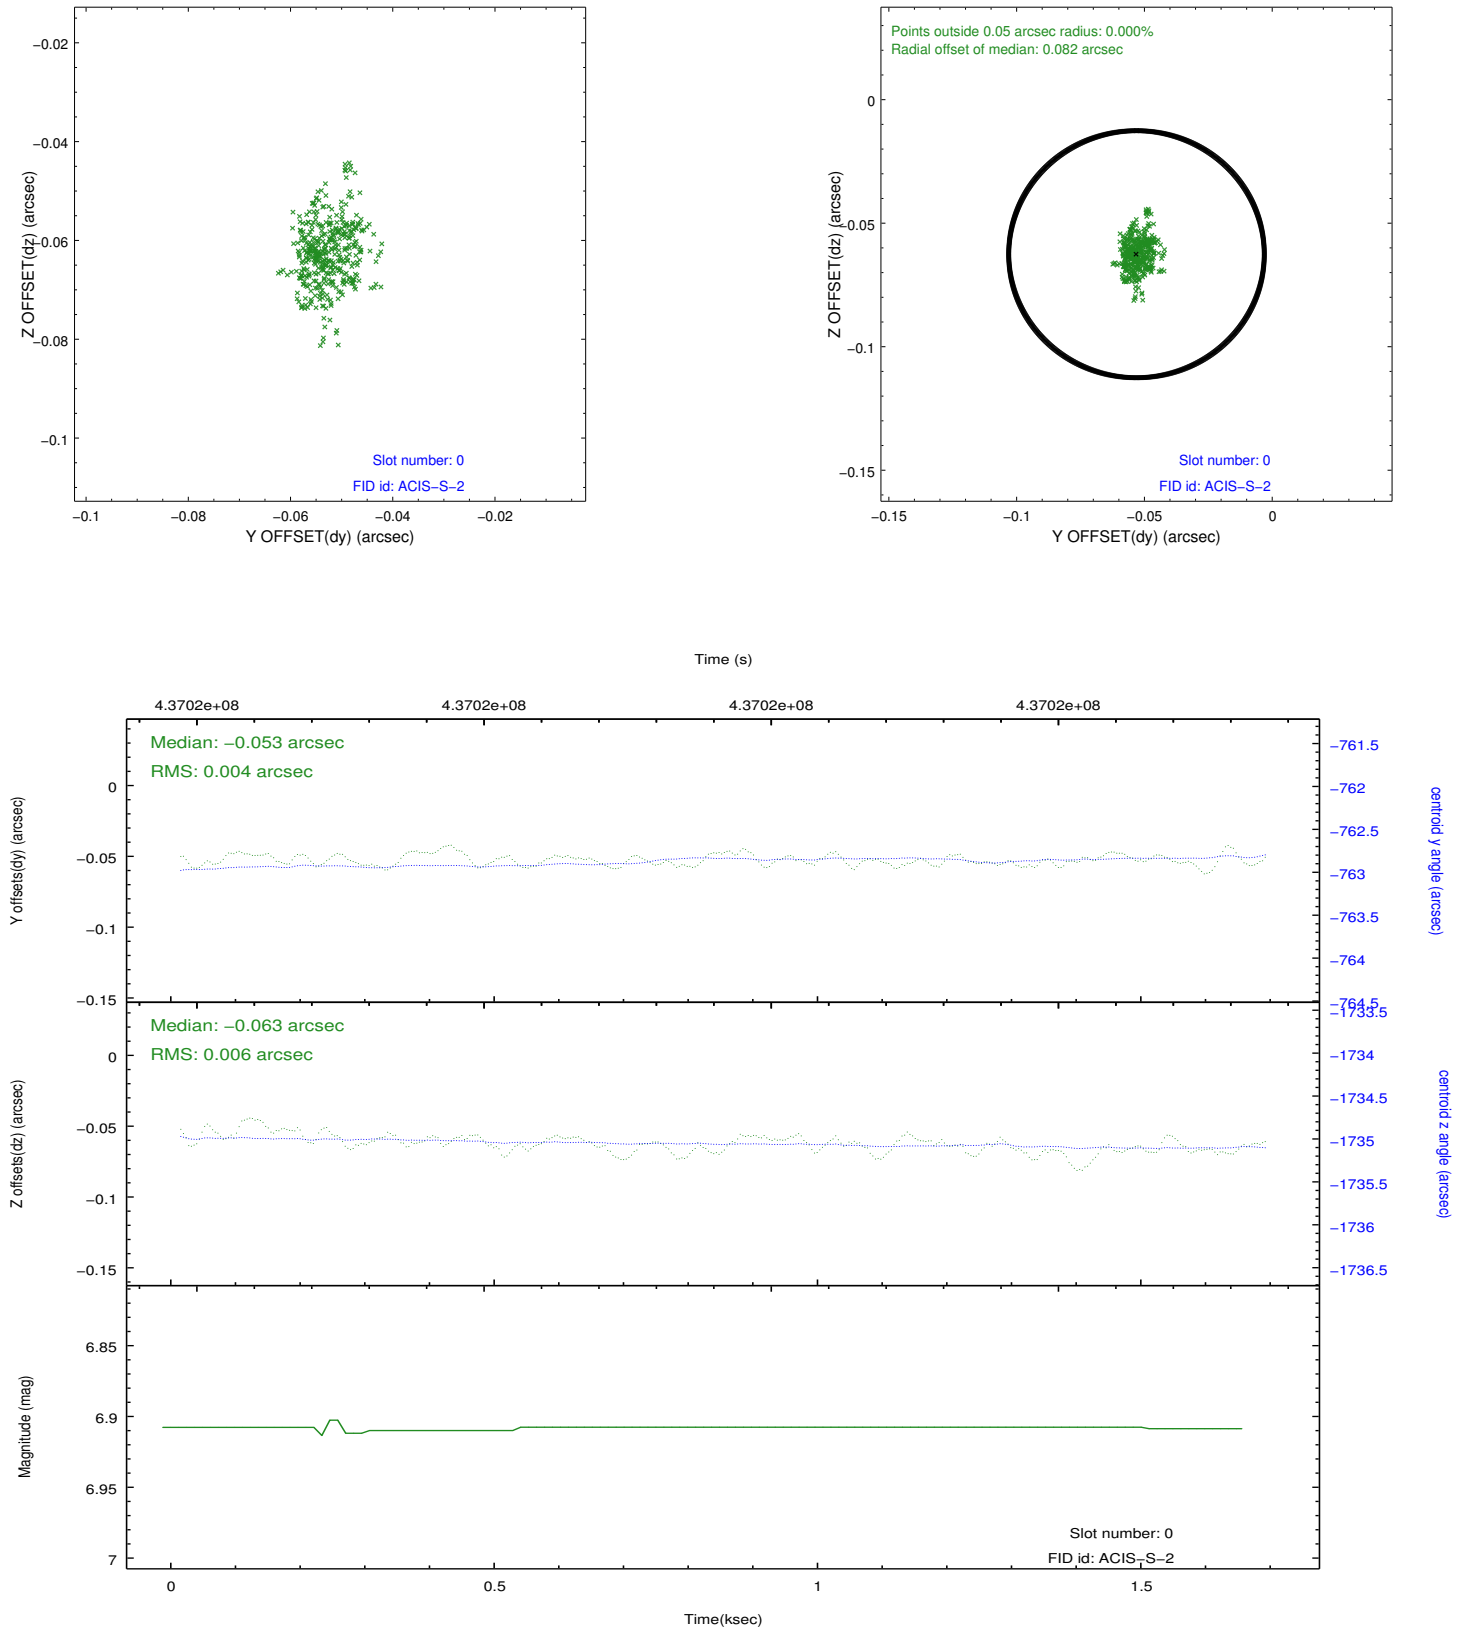 −0.02
−0.04
−0.06
−0.08
−0.1
Z OFFSET(dz) (arcsec)
Slot number: 0
FID id: ACIS−S−2
−0.1
−0.08
−0.06
−0.04
−0.02
Y OFFSET(dy) (arcsec)
Points outside 0.05 arcsec radius: 0.000%
Radial offset of median: 0.082 arcsec
0
−0.05
−0.1
−0.15
Z OFFSET(dz) (arcsec)
Slot number: 0
FID id: ACIS−S−2
−0.15
−0.1
−0.05
0
Y OFFSET(dy) (arcsec)
Time (s)
4.3702e+08
4.3702e+08
4.3702e+08
4.3702e+08
Median: −0.053 arcsec
RMS: 0.004 arcsec
0
−0.05
−0.1
−0.15
Y offsets(dy) (arcsec)
−761.5
−762
−762.5
−763
−763.5
−764
−764.5
centroid y angle (arcsec)
Median: −0.063 arcsec
RMS: 0.006 arcsec
0
−0.05
−0.1
−0.15
Z offsets(dz) (arcsec)
−1733.5
−1734
−1734.5
−1735
−1735.5
−1736
−1736.5
centroid z angle (arcsec)
6.85
6.9
6.95
7
Magnitude (mag)
Slot number: 0
FID id: ACIS−S−2
0
0.5
1
1.5
Time(ksec)